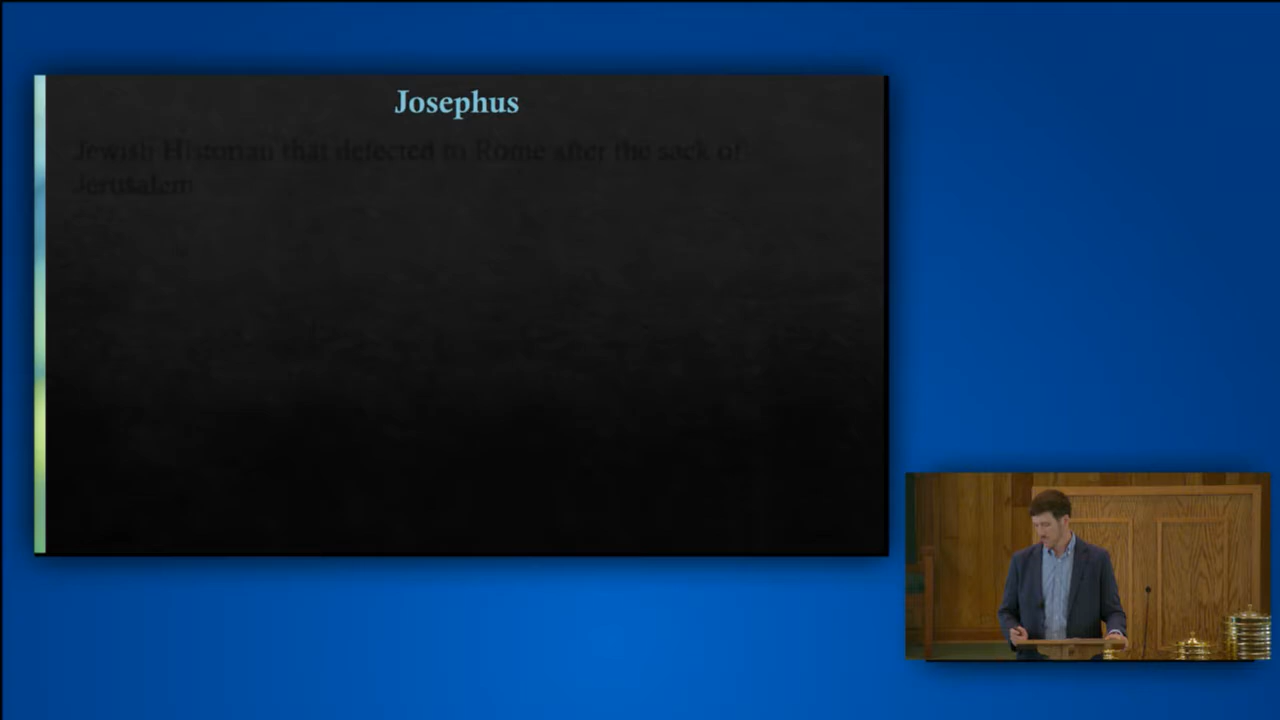 Josephus
Jewish Historian that defected to Rome after the sack of
Jerusalem